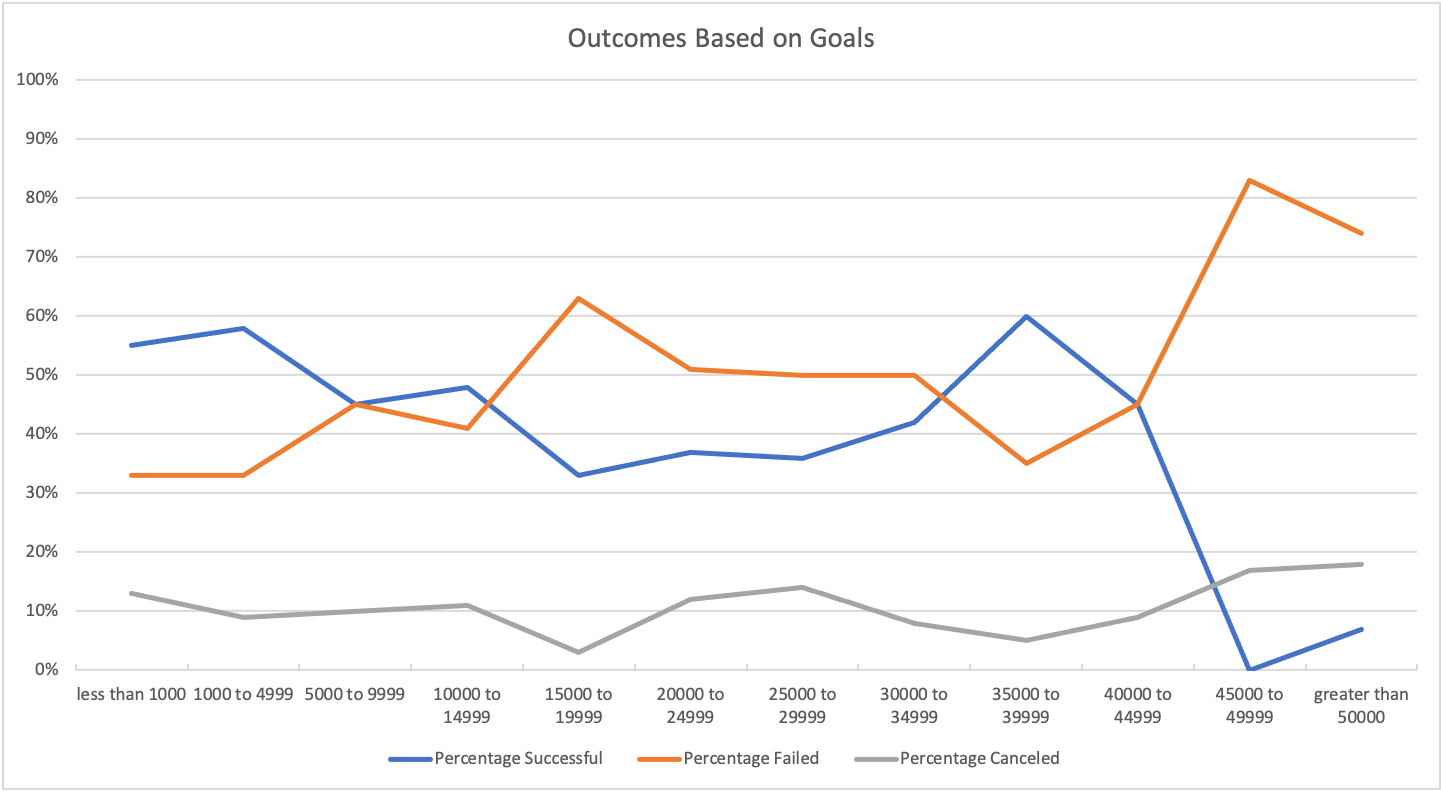 Outcomes Based on Goals
100%
90%
80%
70%
60%
50%
40%
30%
20%
10%
0%
less than 1000 1000 to 4999 5000 to 9999 10000 to 15000 to 20000 to 25000 to 30000 to 35000 to 40000 to 45000 to greater than
14999 19999 24999 29999 34999 39999 44999 49999 50000
Percentage Successful Percentage Failed Percentage Canceled